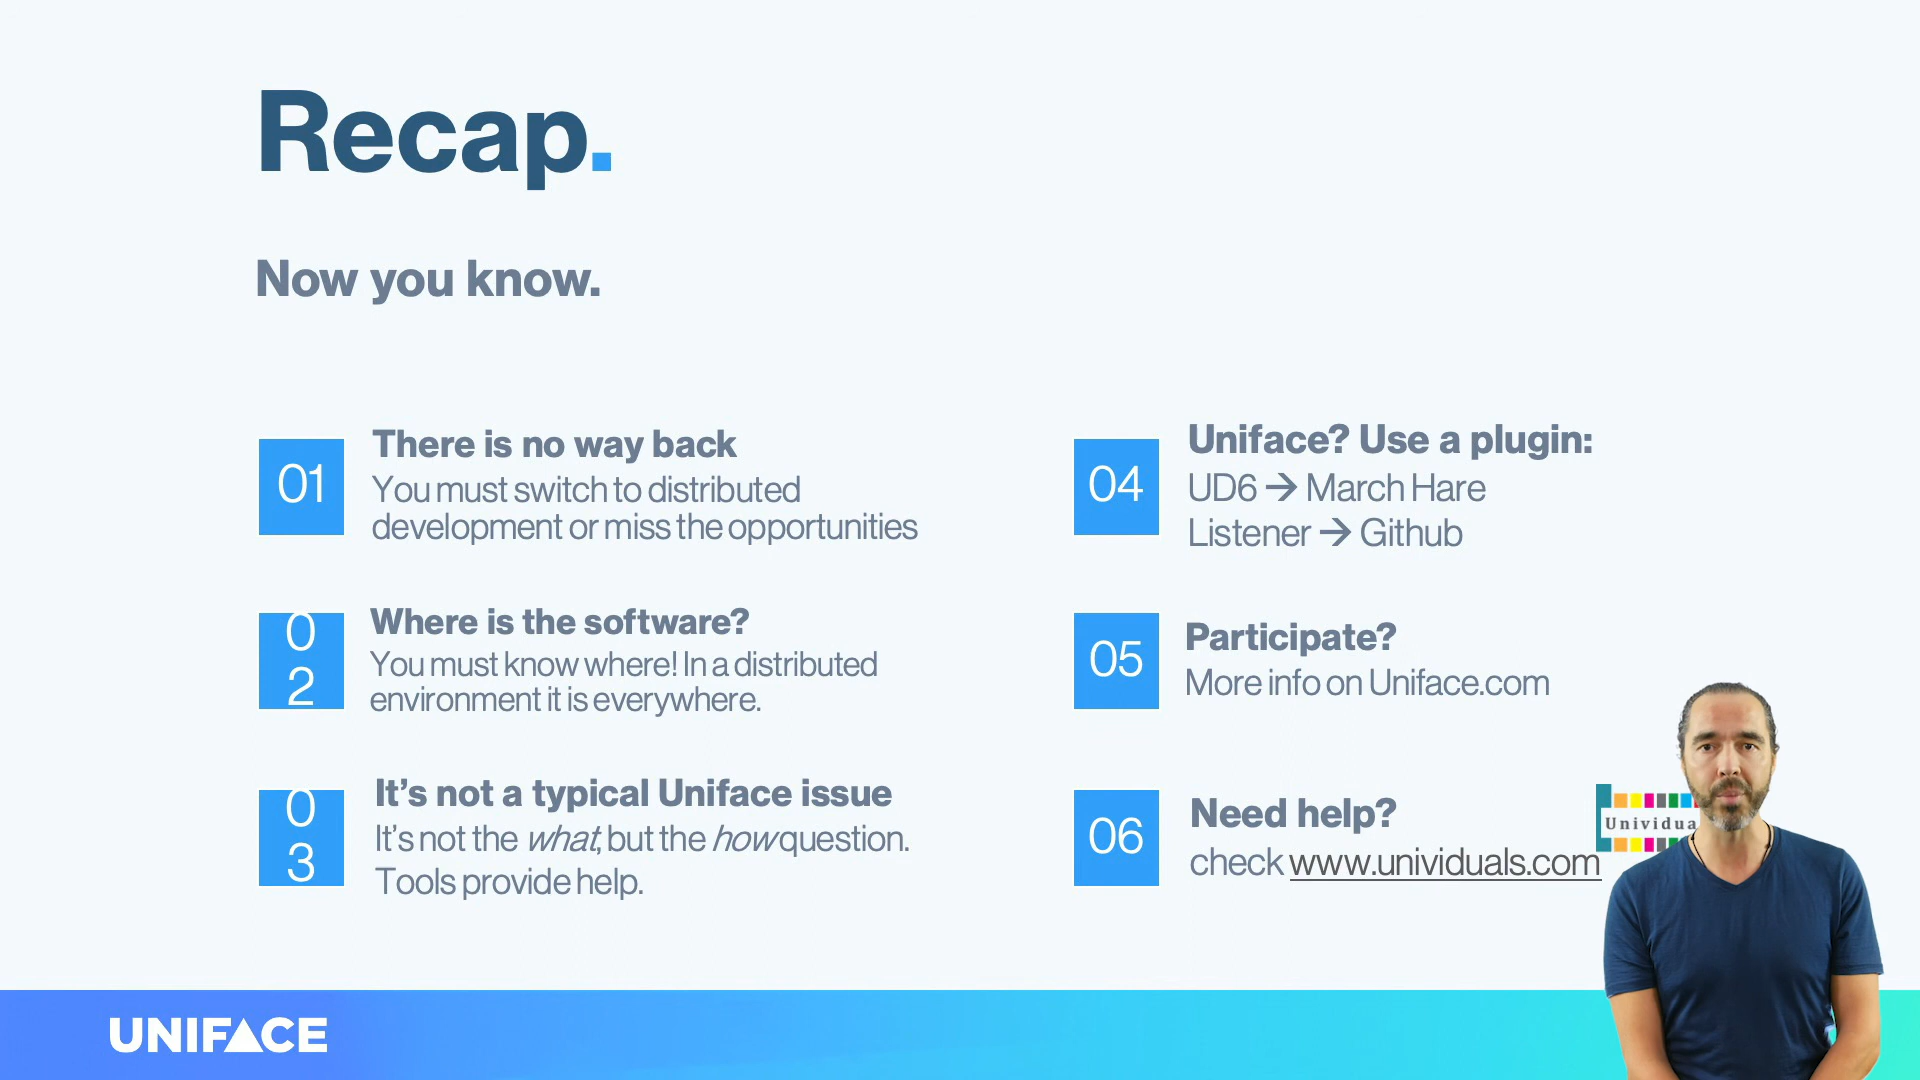 Recap.
Now you know.
01
There is no way back
You must switch to distributed
development or miss the opportunities
0
2
Where is the software?
You must know where! In a distributed
environment it is everywhere.
0
3
It's not a typical Uniface issue
It's not the what, but the how question.
Tools provide help.
04
Uniface? Use a plugin:
UD6 → March Hare
Listener → Github
05
Participate?
More info on Uniface.com
06
Need help?
check www.unividuals.com
Unividua
UNIFACE